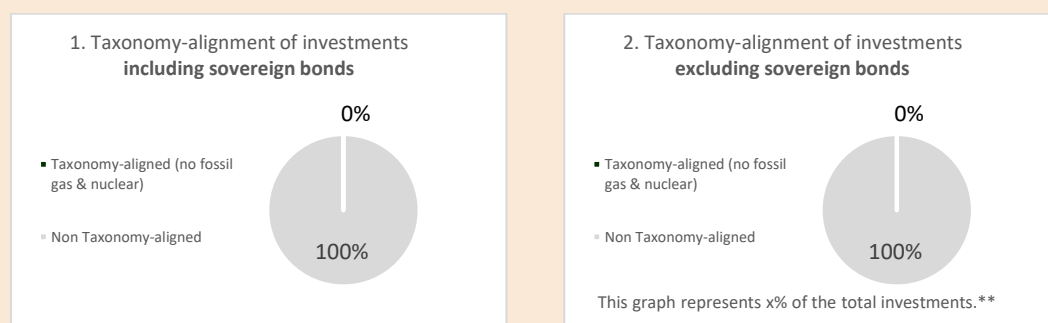 1. Taxonomy-alignment of investments
including sovereign bonds
0%
Taxonomy-aligned (no fossil
gas & nuclear)
Non Taxonomy-aligned
100%
2. Taxonomy-alignment of investments
excluding sovereign bonds
0%
Taxonomy-aligned (no fossil
gas & nuclear)
Non Taxonomy-aligned
100%
This graph represents x% of the total investments.**